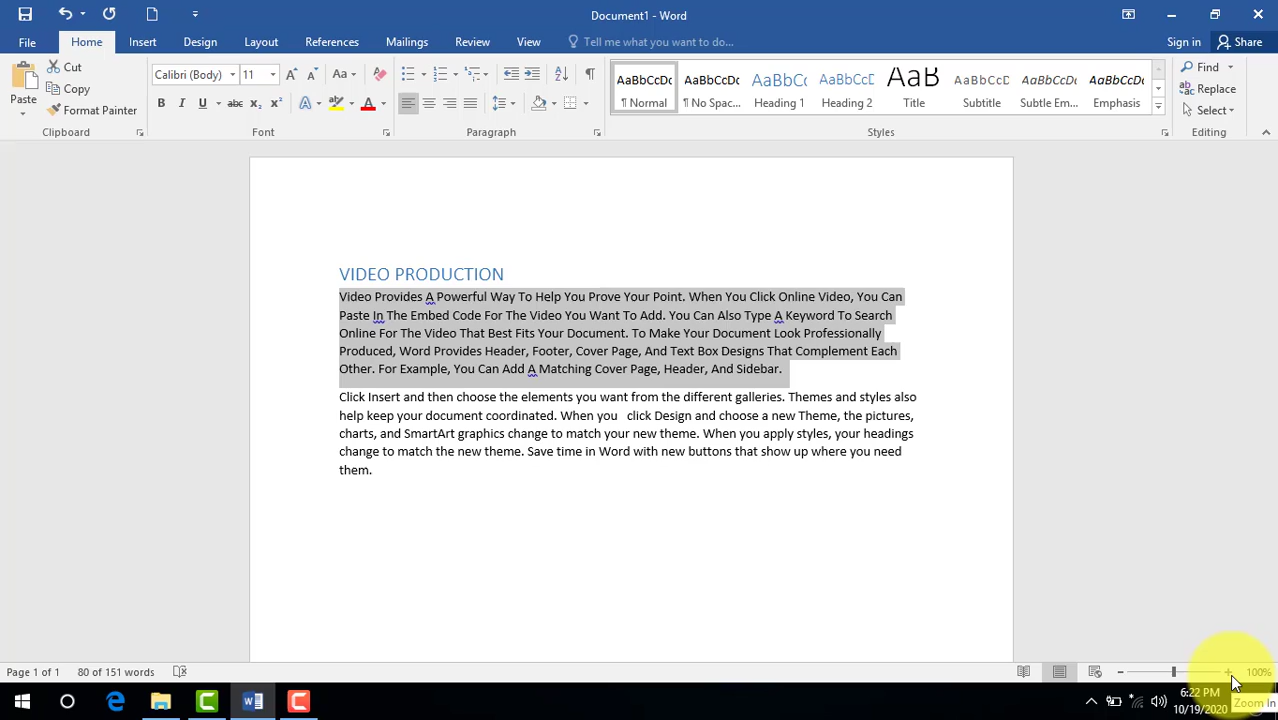 Document1 - Word
File Home Insert Design Layout References Mailings Review View Tell me what you want to do... Sign in Share
Cut
Copy
Format Painter
Paste
Clipboard
Calibri (Body) 11
Font
Paragraph
AaBbCcDc AaBbCcDc AaBbCc AaBbCcD AaB AaBbCcD AaBbCcDc AaBbCcDc
¶ Normal ¶ No Spac... Heading 1 Heading 2 Title Subtitle Subtle Em... Emphasis
Styles
Find
Replace
Select
Editing
VIDEO PRODUCTION
Video Provides A Powerful Way To Help You Prove Your Point. When You Click Online Video, You Can
Paste In The Embed Code For The Video You Want To Add. You Can Also Type A Keyword To Search
Online For The Video That Best Fits Your Document. To Make Your Document Look Professionally
Produced, Word Provides Header, Footer, Cover Page, And Text Box Designs That Complement Each
Other. For Example, You Can Add A Matching Cover Page, Header, And Sidebar.
Click Insert and then choose the elements you want from the different galleries. Themes and styles also
help keep your document coordinated. When you click Design and choose a new Theme, the pictures,
charts, and SmartArt graphics change to match your new theme. When you apply styles, your headings
change to match the new theme. Save time in Word with new buttons that show up where you need
them.
Page 1 of 1 80 of 151 words 100%
6:22 PM
10/19/2020
Zoom In